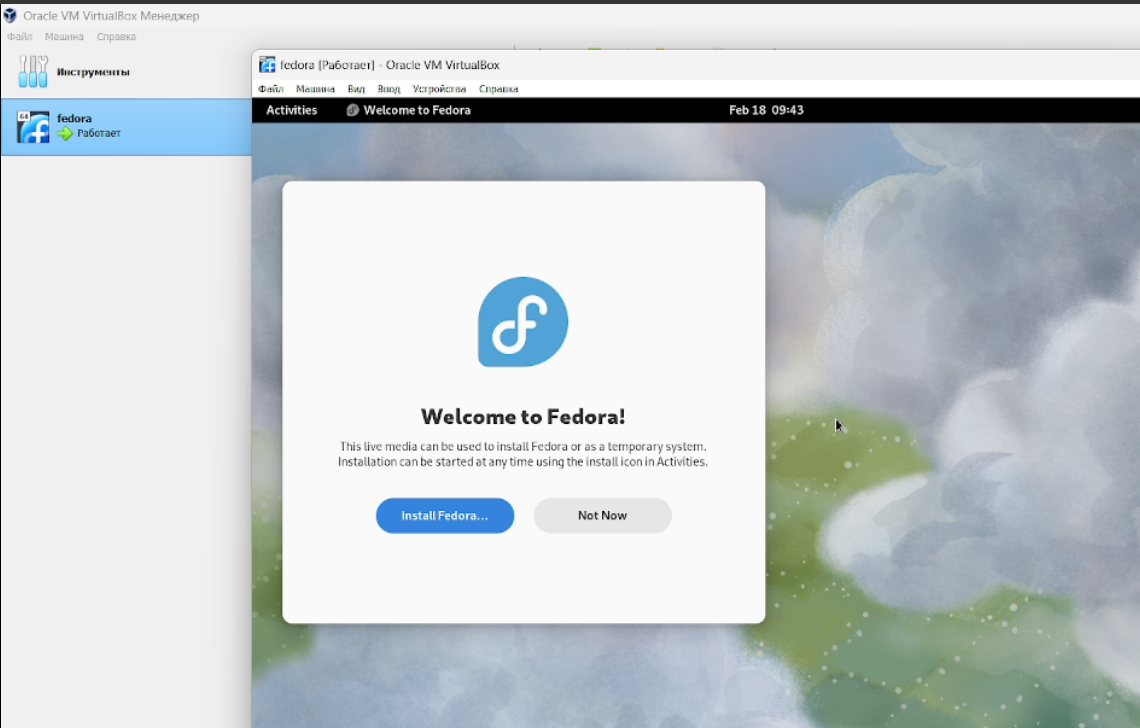 Oracle VM VirtualBox Менеджер
Файл Машина Справка
Инструменты
64
fedora
Работает
fedora [Работает] - Oracle VM VirtualBox
Файл Машина Вид Ввод Устройства Справка
Activities Welcome to Fedora Feb 18 09:43
Welcome to Fedora!
This live media can be used to install Fedora or as a temporary system.
Installation can be started at any time using the install icon in Activities.
Install Fedora... Not Now